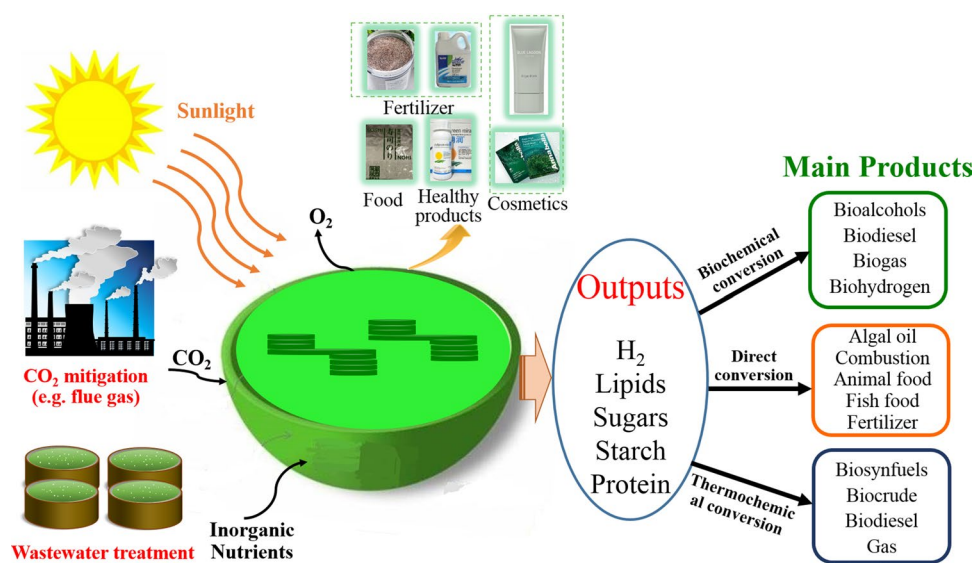 Sunlight
Fertilizer
Food
Healthy
products
Cosmetics
O₂
CO₂ mitigation
(e.g. flue gas)
CO₂
Wastewater treatment
Inorganic
Nutrients
Outputs
H₂
Lipids
Sugars
Starch
Protein
Biochemical
conversion
Direct
conversion
Thermochemic
al conversion
Main Products
Bioalcohols
Biodiesel
Biogas
Biohydrogen
Algal oil
Combustion
Animal food
Fish food
Fertilizer
Biosynfuels
Biocrude
Biodiesel
Gas